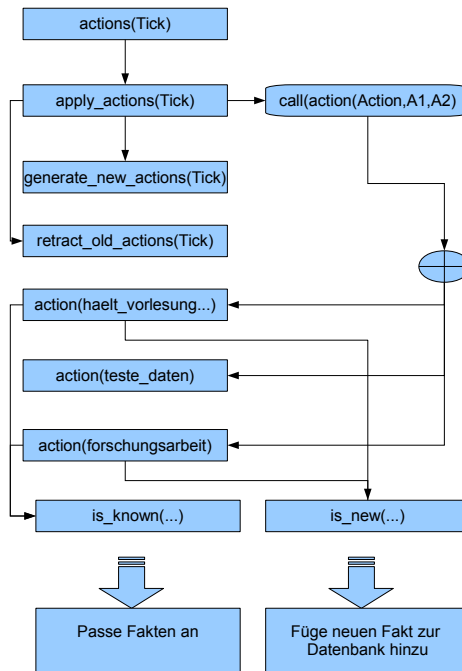 actions(Tick)
apply_actions(Tick)
call(action(Action,A1,A2)
generate_new_actions(Tick)
retract_old_actions(Tick)
action(haelt_vorlesung...)
action(teste_daten)
action(forschungsarbeit)
is_known(...)
is_new(...)
Passe Fakten an
Füge neuen Fakt zur
Datenbank hinzu